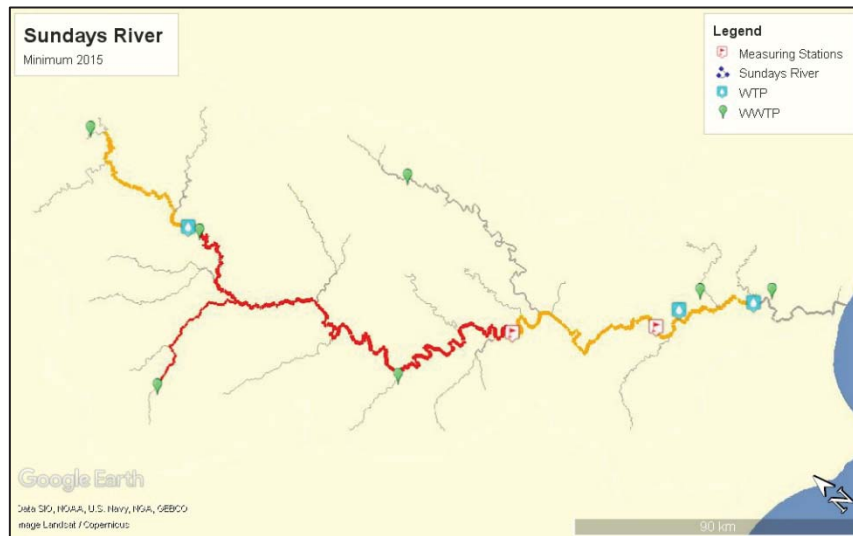 Sundays River
Minimum 2015
Legend
Measuring Stations
Sundays River
WTP
WWTP
Google Earth
Data SIO, NOAA, U.S. Navy, NGA, GEBCO
Image Landsat / Copernicus
90 km
N